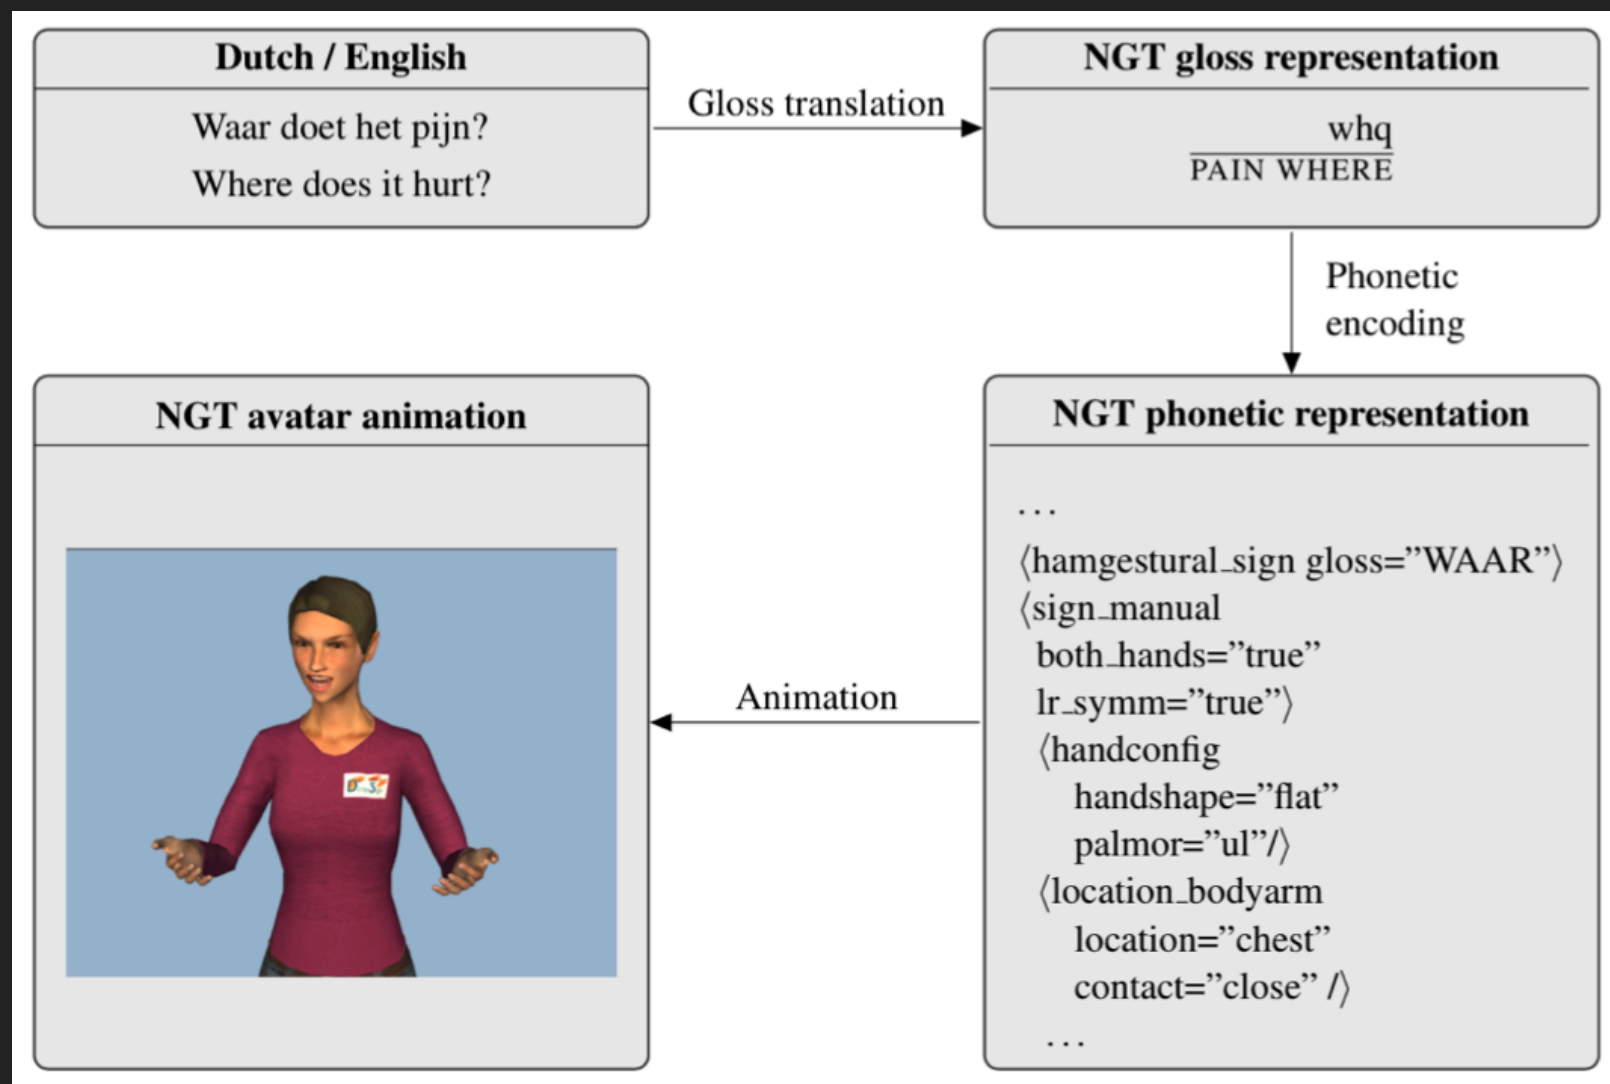 Dutch / English
Waar doet het pijn?
Where does it hurt?
Gloss translation
NGT gloss representation
whq
PAIN WHERE
Phonetic
encoding
NGT phonetic representation
...
⟨hamgestural_sign gloss=”WAAR”⟩
⟨sign_manual
both_hands=”true”
lr_symm=”true”⟩
⟨handconfig
handshape=”flat”
palmor=”ul”/⟩
⟨location_bodyarm
location=”chest”
contact=”close” /⟩
...
Animation
NGT avatar animation